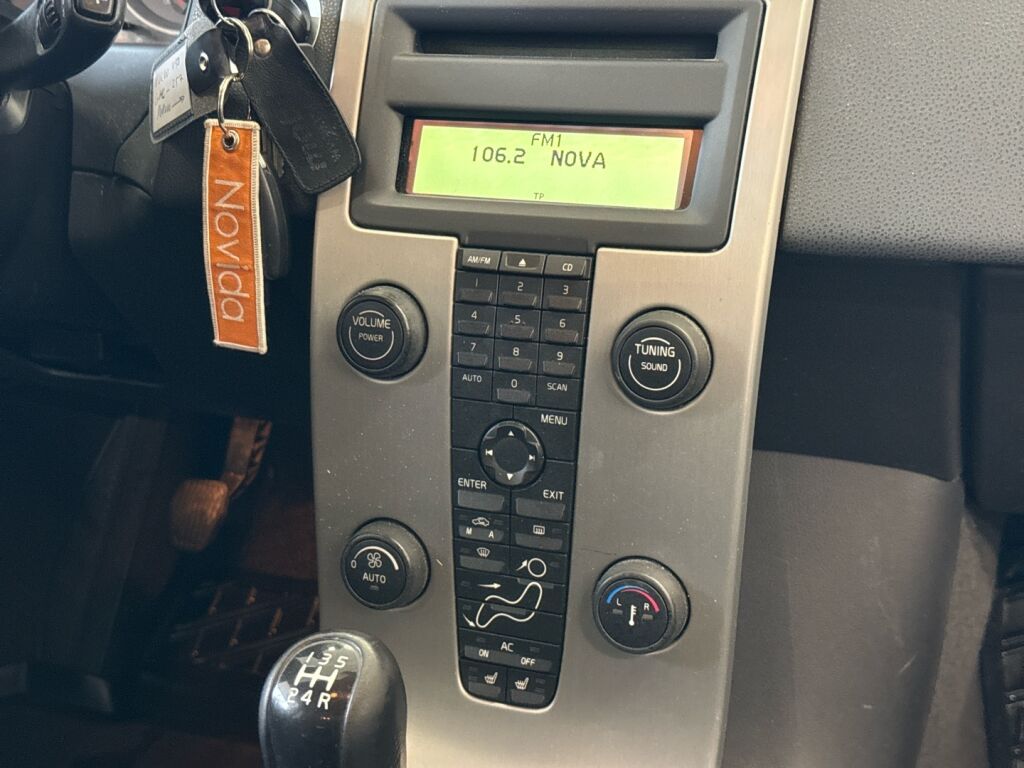 FM1
106.2 NOVA
TP
Novida
AM/FM
CD
1 2 3
4 5 6
7 8 9
AUTO 0 SCAN
VOLUME
POWER
TUNING
SOUND
MENU
ENTER
EXIT
M A
0
AUTO
L R
AC
ON OFF
1 3 5
2 4 R